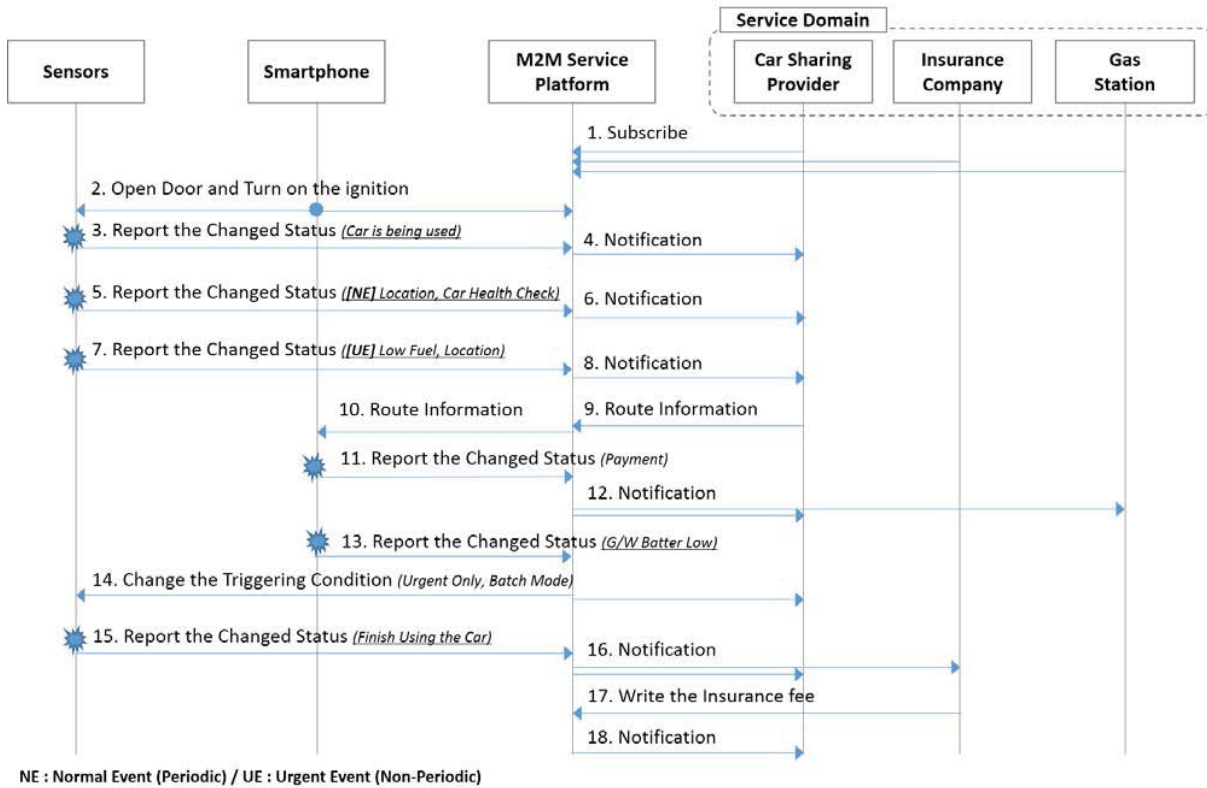 Service Domain
Sensors
Smartphone
M2M Service
Platform
Car Sharing
Provider
Insurance
Company
Gas
Station
1. Subscribe
2. Open Door and Turn on the ignition
3. Report the Changed Status (Car is being used)
4. Notification
5. Report the Changed Status ([NE] Location, Car Health Check)
6. Notification
7. Report the Changed Status ([UE] Low Fuel, Location)
8. Notification
9. Route Information
10. Route Information
11. Report the Changed Status (Payment)
12. Notification
13. Report the Changed Status (G/W Batter Low)
14. Change the Triggering Condition (Urgent Only, Batch Mode)
15. Report the Changed Status (Finish Using the Car)
16. Notification
17. Write the Insurance fee
18. Notification
NE : Normal Event (Periodic) / UE : Urgent Event (Non-Periodic)